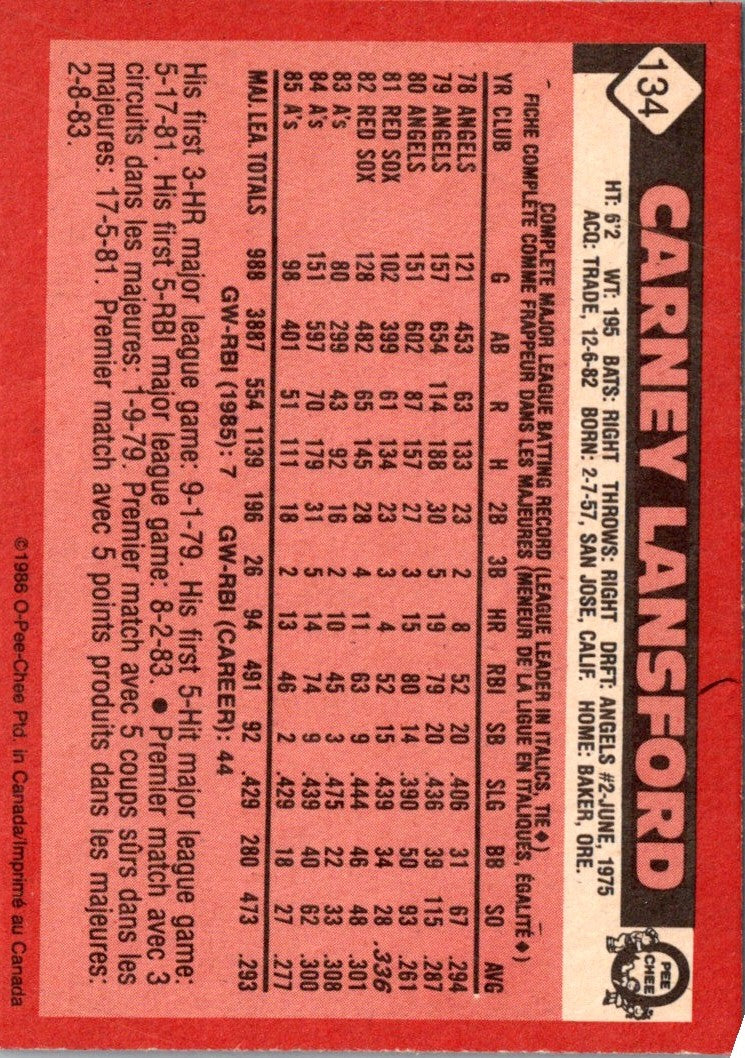 134
CARNEY LANSFORD
O
PEE
CHEE
HT: 6'2 WT: 195 BATS: RIGHT THROWS: RIGHT DRFT: ANGELS #2-JUNE, 1975
ACQ: TRADE, 12-6-82 BORN: 2-7-57, SAN JOSE, CALIF. HOME: BAKER, ORE.
COMPLETE MAJOR LEAGUE BATTING RECORD (LEAGUE LEADER IN ITALICS, TIE ♦)
FICHE COMPLETE COMME FRAPPEUR DANS LES MAJEURES (MENEUR DE LA LIGUE EN ITALIQUES, ÉGALITÉ ♦)
YR CLUB G AB R H 2B 3B HR RBI SB SLG BB SO AVG
78 ANGELS 121 453 63 133 23 2 8 52 20 .406 31 67 .294
79 ANGELS 157 654 114 188 30 5 19 79 20 .436 39 115 .287
80 ANGELS 151 602 87 157 27 3 15 80 14 .390 50 93 .261
81 RED SOX 102 399 61 134 23 3 4 52 15 .439 34 28 .336
82 RED SOX 128 482 65 145 28 4 11 63 9 .444 46 48 .301
83 A's 80 299 43 92 16 2 10 45 3 .475 22 33 .308
84 A's 151 597 70 179 31 5 14 74 9 .439 40 62 .300
85 A's 98 401 51 111 18 2 13 46 2 .429 18 27 .277
MAJ. LEA. TOTALS 988 3887 554 1139 196 26 94 491 92 .429 280 473 .293
GW-RBI (1985): 7 GW-RBI (CAREER): 44
His first 3-HR major league game: 9-1-79. His first 5-Hit major league game:
5-17-81. His first 5-RBI major league game: 8-2-83. ● Premier match avec 3
circuits dans les majeures: 1-9-79. Premier match avec 5 coups sûrs dans les
majeures: 17-5-81. Premier match avec 5 points produits dans les majeures:
2-8-83.
©1986 O-Pee-Chee Ptd. in Canada/Imprimé au Canada